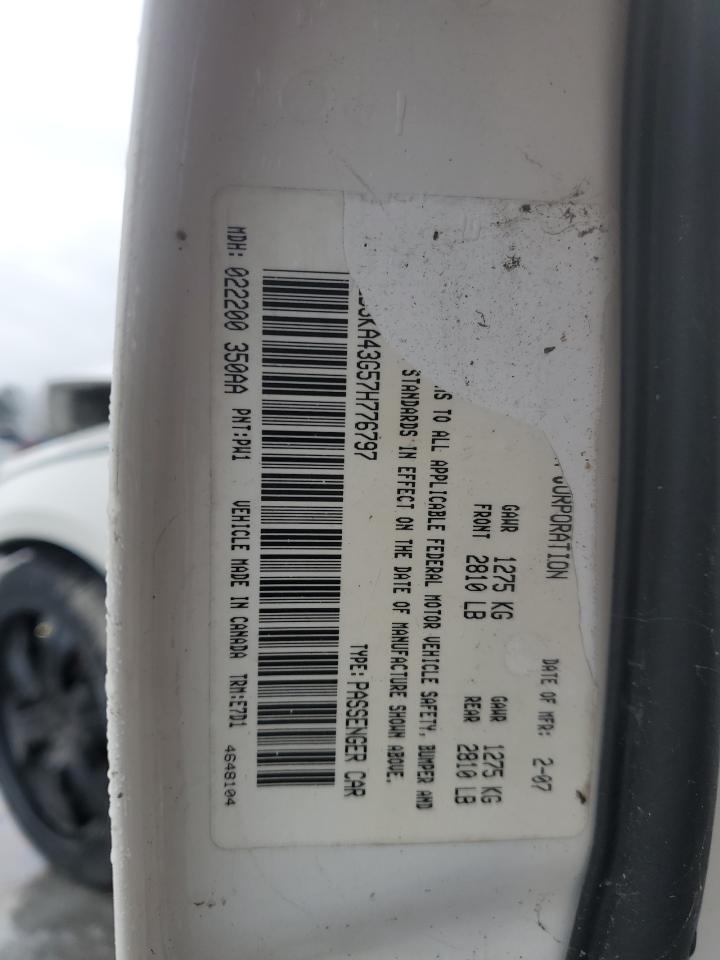 CORPORATION DATE OF MFR: 2-07
GAWR 1275 KG GAWR 1275 KG
FRONT 2810 LB REAR 2810 LB
TO ALL APPLICABLE FEDERAL MOTOR VEHICLE SAFETY, BUMPER AND
STANDARDS IN EFFECT ON THE DATE OF MANUFACTURE SHOWN ABOVE.
KA43G57H776797 TYPE: PASSENGER CAR
MDH: 022200 350AA PNT:PW1 VEHICLE MADE IN CANADA TRM:E7D1
4648104